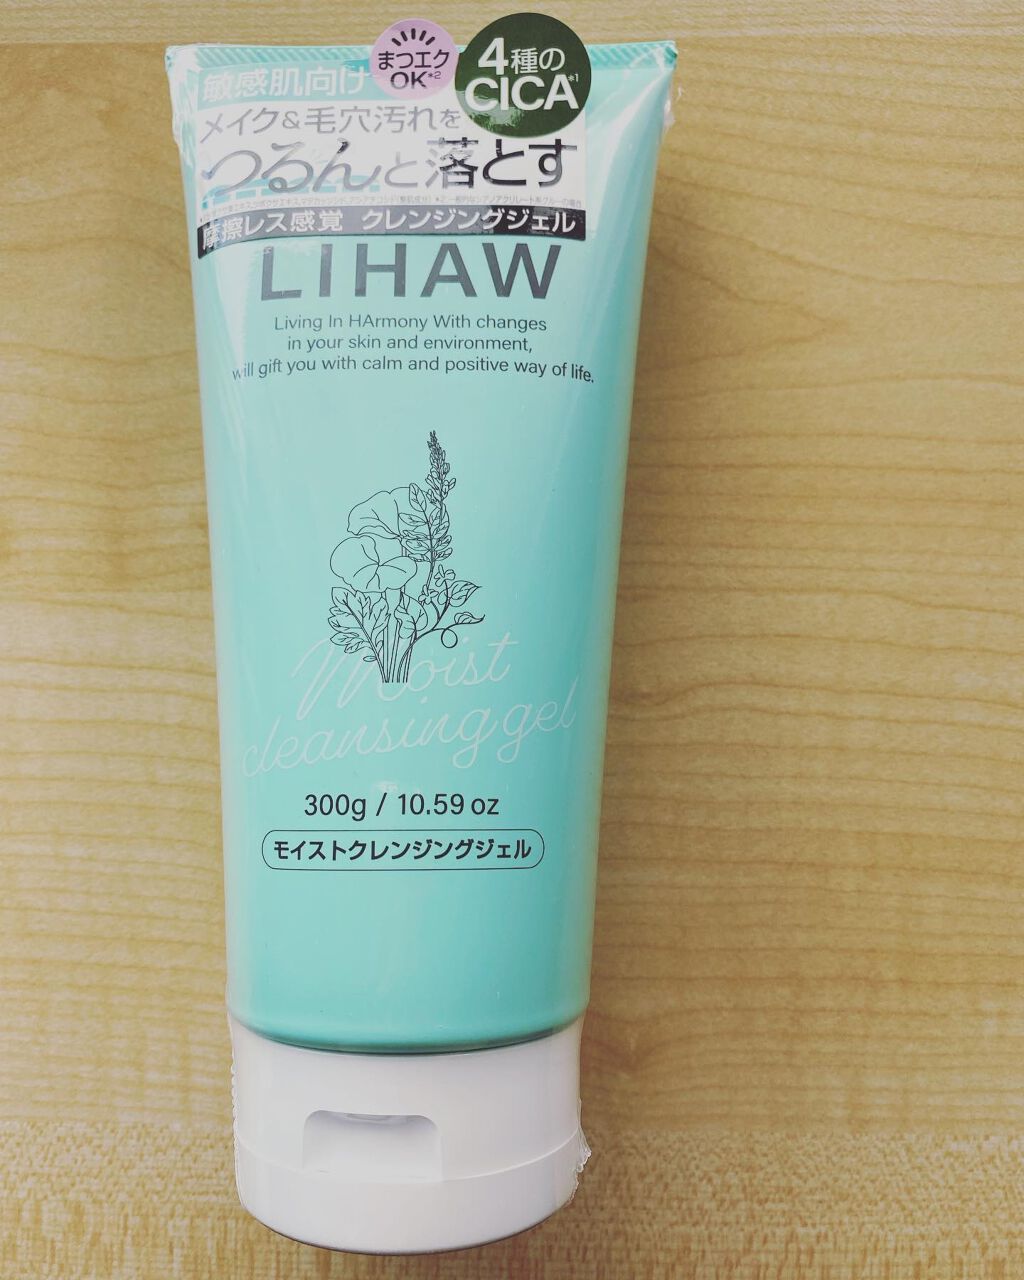 まつエク
OK*2
4種の
CICA*1
敏感肌向け
メイク&毛穴汚れを
つるんと落とす
摩擦レス感覚 クレンジングジェル
LIHAW
Living In HArmony With changes
in your skin and environment,
will gift you with calm and positive way of life.
Moist
cleansing gel
300g / 10.59 oz
モイストクレンジングジェル